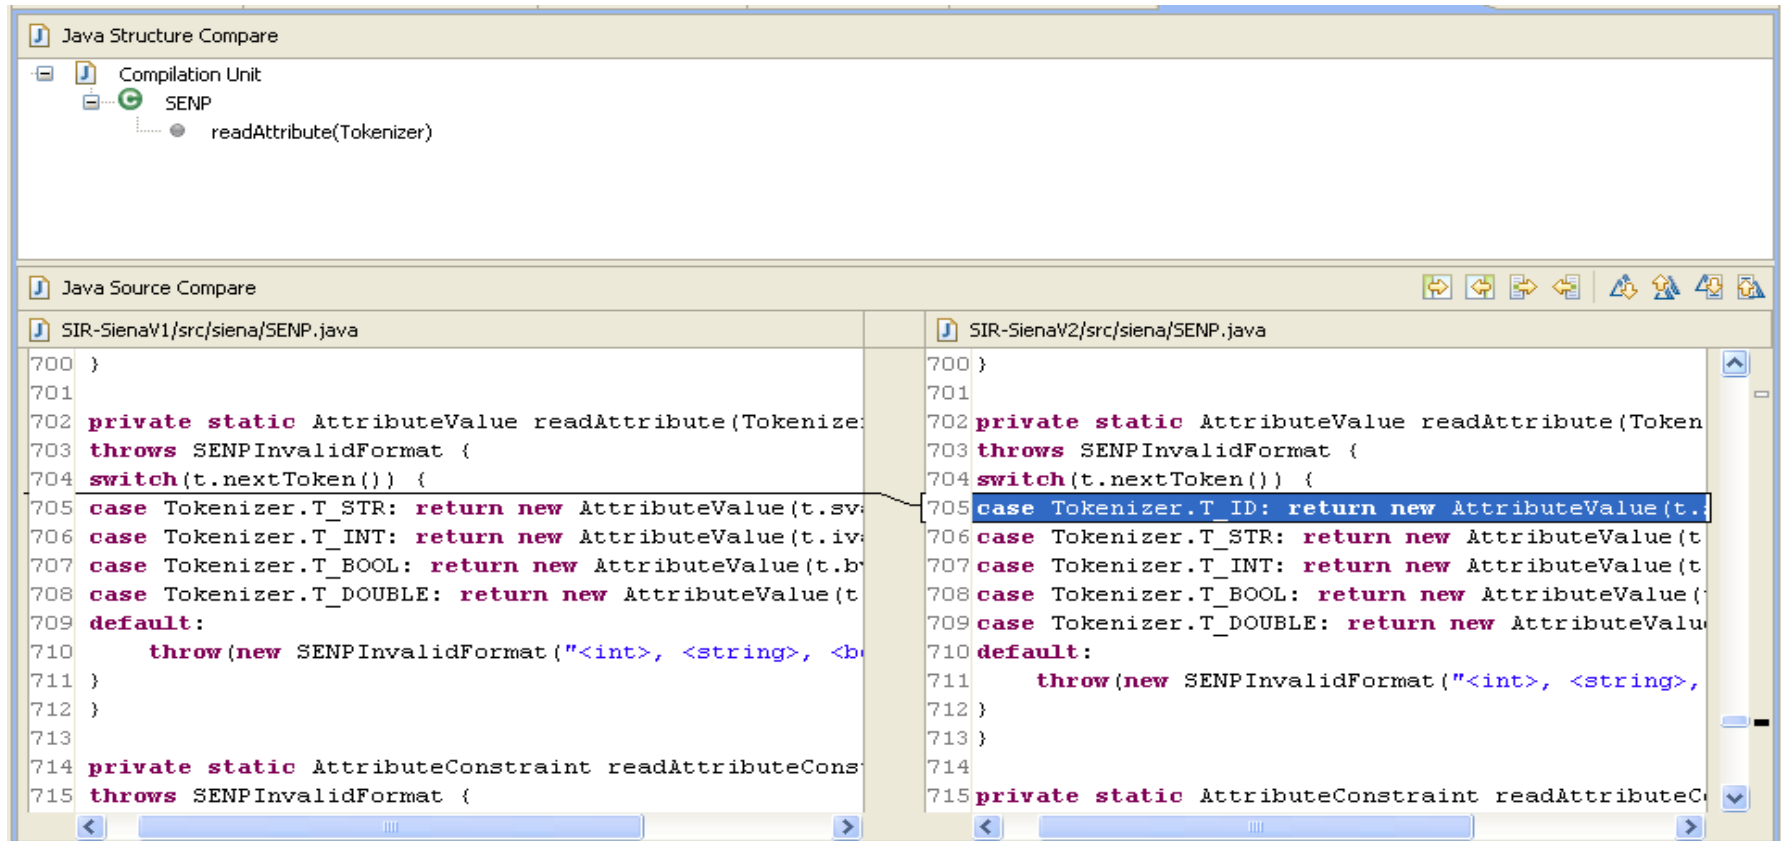 Java Structure Compare
Compilation Unit
SENP
readAttribute(Tokenizer)
Java Source Compare
SIR-SienaV1/src/siena/SENP.java
700 }
701
702 private static AttributeValue readAttribute(Tokenize
703 throws SENPInvalidFormat {
704 switch(t.nextToken()) {
705 case Tokenizer.T_STR: return new AttributeValue(t.sv
706 case Tokenizer.T_INT: return new AttributeValue(t.iv
707 case Tokenizer.T_BOOL: return new AttributeValue(t.b
708 case Tokenizer.T_DOUBLE: return new AttributeValue(t
709 default:
710 throw(new SENPInvalidFormat("<int>, <string>, <b
711 }
712 }
713
714 private static AttributeConstraint readAttributeCons
715 throws SENPInvalidFormat {
SIR-SienaV2/src/siena/SENP.java
700 }
701
702 private static AttributeValue readAttribute(Token
703 throws SENPInvalidFormat {
704 switch(t.nextToken()) {
705 case Tokenizer.T_ID: return new AttributeValue(t.
706 case Tokenizer.T_STR: return new AttributeValue(t
707 case Tokenizer.T_INT: return new AttributeValue(t
708 case Tokenizer.T_BOOL: return new AttributeValue(
709 case Tokenizer.T_DOUBLE: return new AttributeValu
710 default:
711 throw(new SENPInvalidFormat("<int>, <string>,
712 }
713 }
714
715 private static AttributeConstraint readAttributeC